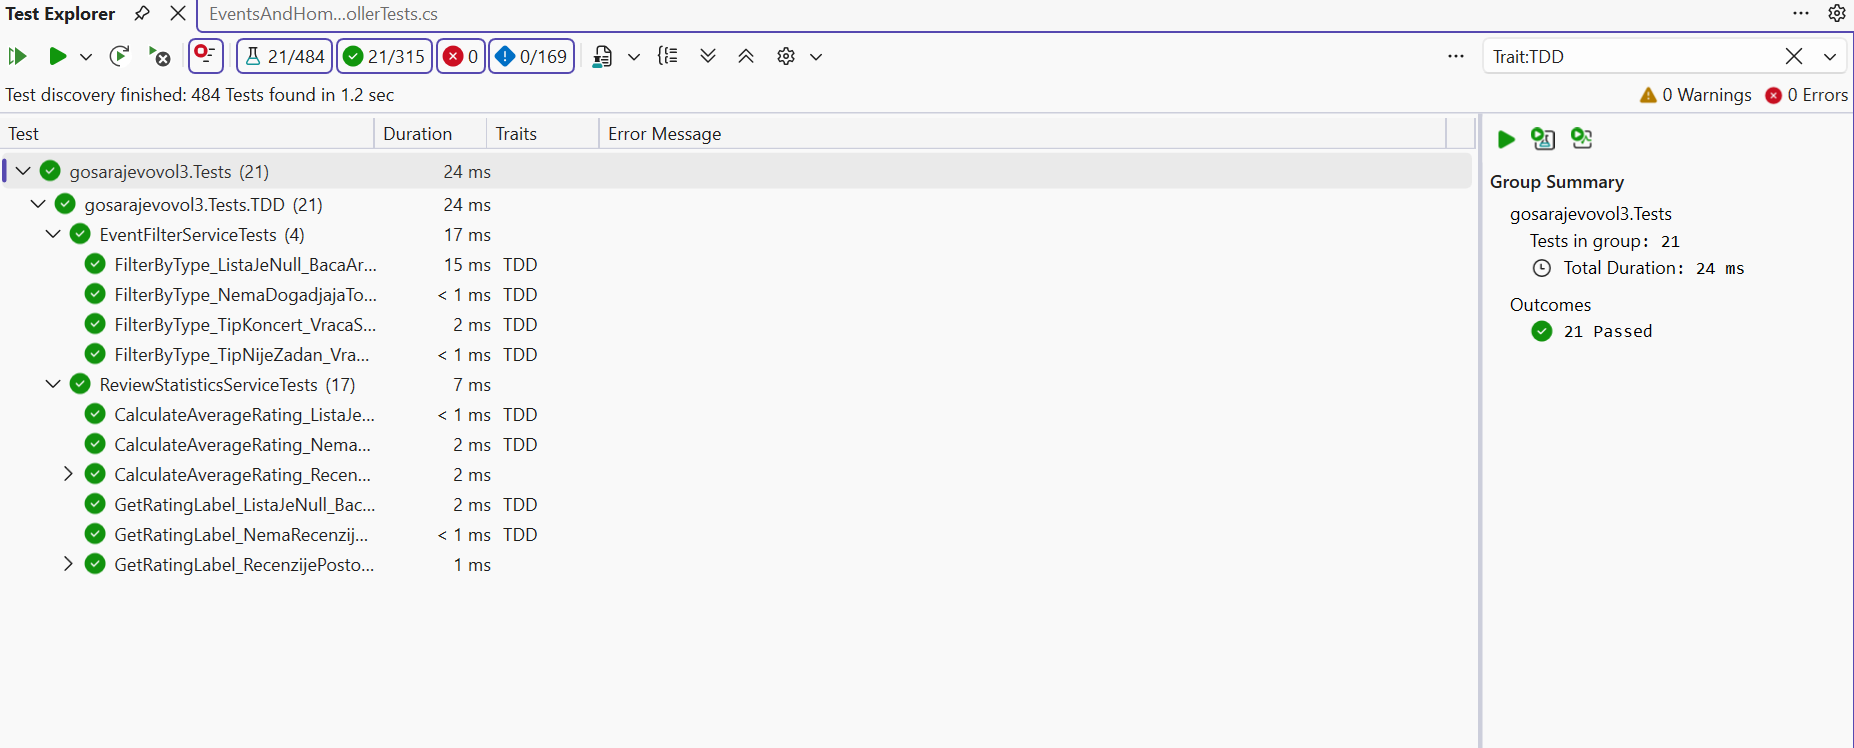 Test Explorer EventsAndHom...ollerTests.cs
21/484 21/315 0 0/169 Trait:TDD
Test discovery finished: 484 Tests found in 1.2 sec 0 Warnings 0 Errors
Test Duration Traits Error Message
gosarajevovol3.Tests (21) 24 ms
gosarajevovol3.Tests.TDD (21) 24 ms
EventFilterServiceTests (4) 17 ms
FilterByType_ListaJeNull_BacaAr... 15 ms TDD
FilterByType_NemaDogadjajaTo... < 1 ms TDD
FilterByType_TipKoncert_VracaS... 2 ms TDD
FilterByType_TipNijeZadan_Vra... < 1 ms TDD
ReviewStatisticsServiceTests (17) 7 ms
CalculateAverageRating_ListaJe... < 1 ms TDD
CalculateAverageRating_Nema... 2 ms TDD
CalculateAverageRating_Recen... 2 ms
GetRatingLabel_ListaJeNull_Bac... 2 ms TDD
GetRatingLabel_NemaRecenzij... < 1 ms TDD
GetRatingLabel_RecenzijePosto... 1 ms
Group Summary
gosarajevovol3.Tests
Tests in group: 21
Total Duration: 24 ms
Outcomes
21 Passed